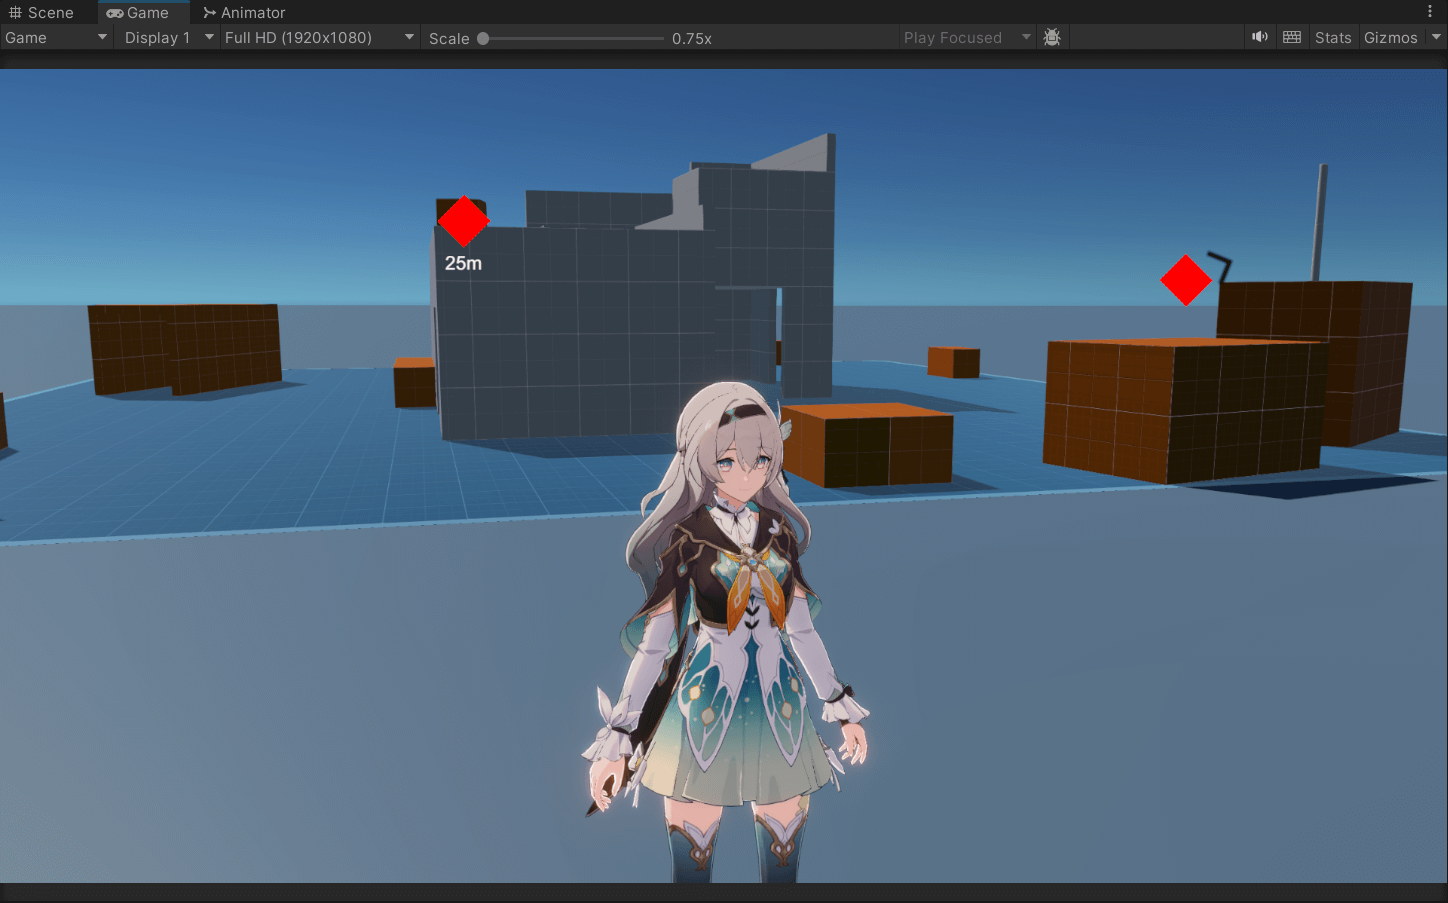 Scene Game Animator
Game Display 1 Full HD (1920x1080) Scale 0.75x Play Focused Stats Gizmos
25m